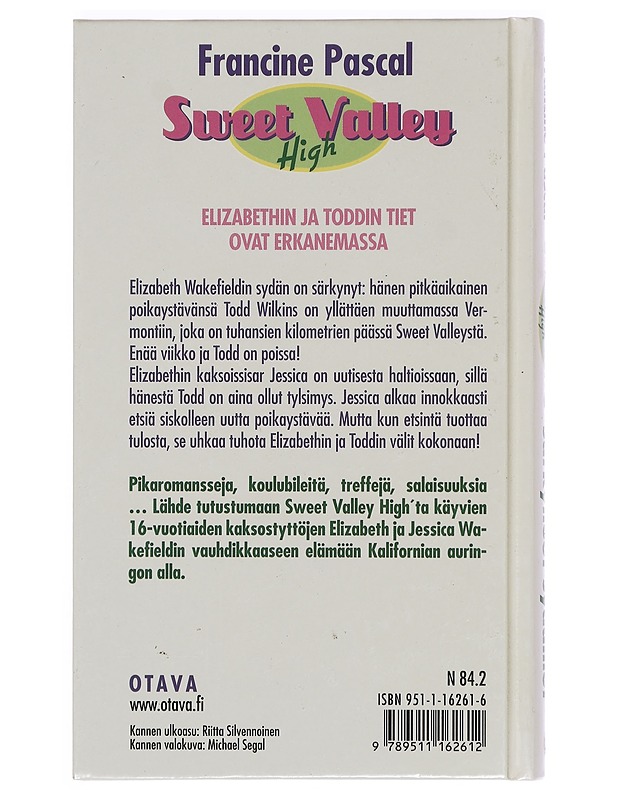 Francine Pascal
Sweet Valley
High
ELIZABETHIN JA TODDIN TIET
OVAT ERKANEMASSA
Elizabeth Wakefieldin sydän on särkynyt: hänen pitkäaikainen
poikaystävänsä Todd Wilkins on yllättäen muuttamassa Ver-
montiin, joka on tuhansien kilometrien päässä Sweet Valleystä.
Enää viikko ja Todd on poissa!
Elizabethin kaksoissisar Jessica on uutisesta haltioissaan, sillä
hänestä Todd on aina ollut tylsimys. Jessica alkaa innokkaasti
etsiä siskolleen uutta poikaystävää. Mutta kun etsintä tuottaa
tulosta, se uhkaa tuhota Elizabethin ja Toddin välit kokonaan!
Pikaromansseja, koulubileitä, treffejä, salaisuuksia
... Lähde tutustumaan Sweet Valley High´ta käyvien
16-vuotiaiden kaksostyttöjen Elizabeth ja Jessica Wa-
kefieldin vauhdikkaaseen elämään Kalifornian aurin-
gon alla.
OTAVA
www.otava.fi
Kannen ulkoasu: Riitta Silvennoinen
Kannen valokuva: Michael Segal
N 84.2
ISBN 951-1-16261-6
9 789511 162612